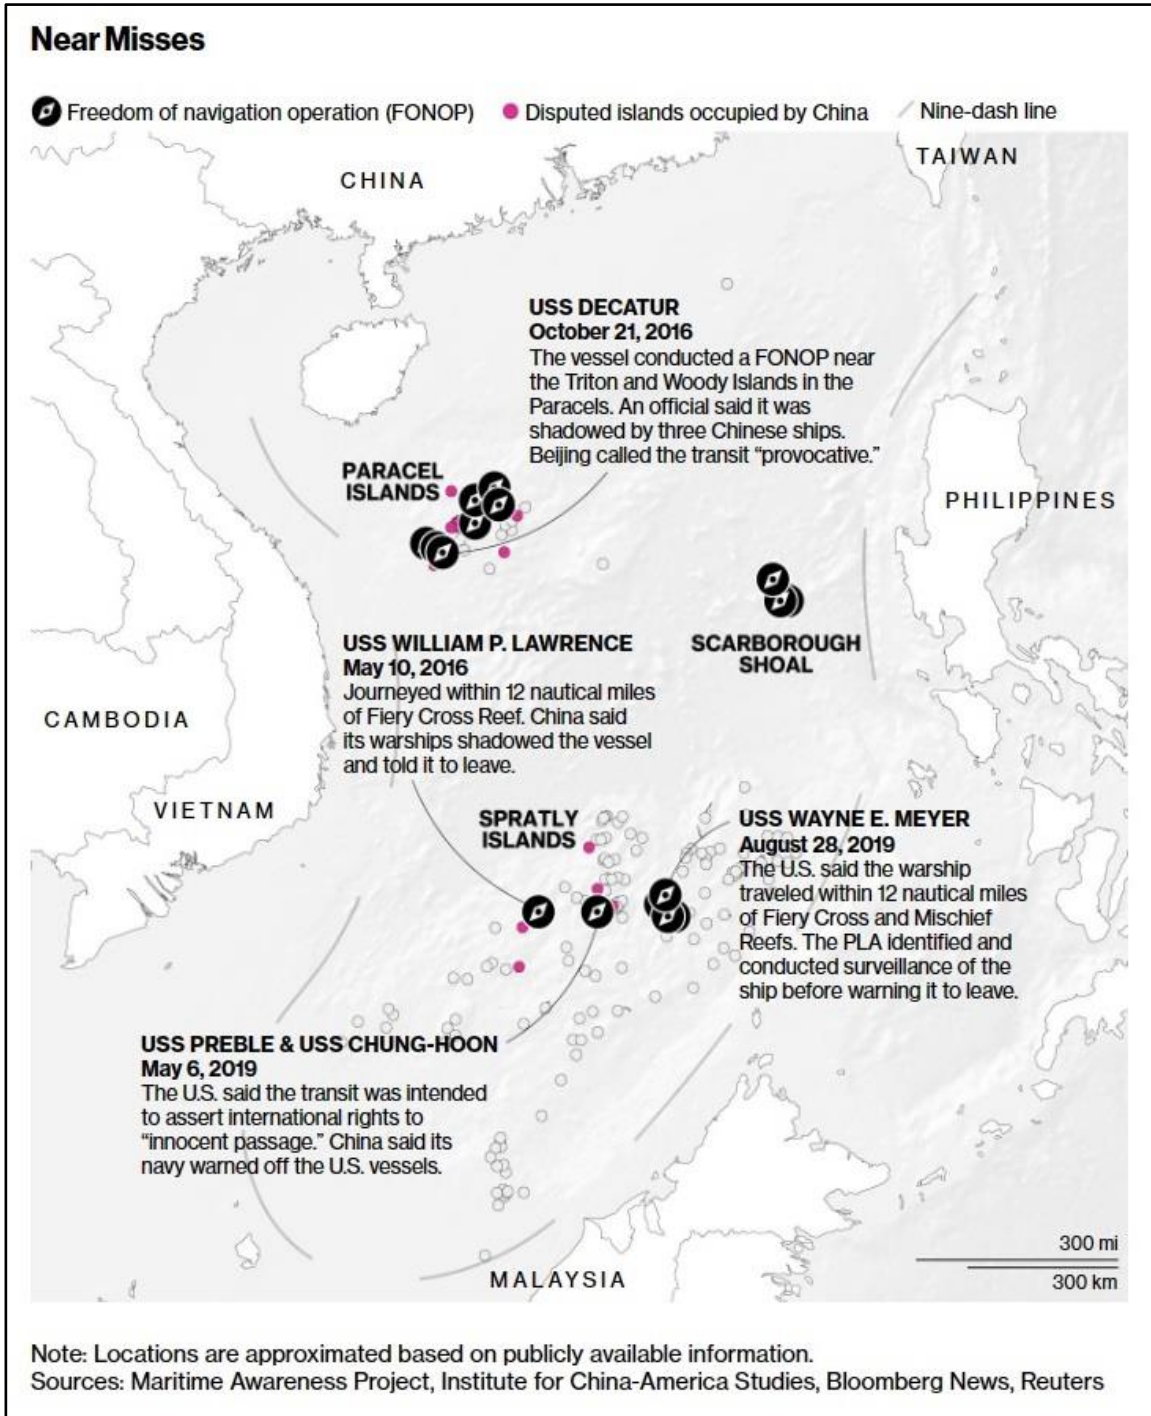 Near Misses
Freedom of navigation operation (FONOP)
Disputed islands occupied by China
Nine-dash line
TAIWAN
CHINA
USS DECATUR
October 21, 2016
The vessel conducted a FONOP near
the Triton and Woody Islands in the
Paracels. An official said it was
shadowed by three Chinese ships.
Beijing called the transit “provocative.”
PARACEL
ISLANDS
PHILIPPINES
SCARBOROUGH
SHOAL
USS WILLIAM P. LAWRENCE
May 10, 2016
Journeyed within 12 nautical miles
of Fiery Cross Reef. China said
its warships shadowed the vessel
and told it to leave.
CAMBODIA
VIETNAM
SPRATLY
ISLANDS
USS WAYNE E. MEYER
August 28, 2019
The U.S. said the warship
traveled within 12 nautical miles
of Fiery Cross and Mischief
Reefs. The PLA identified and
conducted surveillance of the
ship before warning it to leave.
USS PREBLE & USS CHUNG-HOON
May 6, 2019
The U.S. said the transit was intended
to assert international rights to
“innocent passage.” China said its
navy warned off the U.S. vessels.
MALAYSIA
300 mi
300 km
Note: Locations are approximated based on publicly available information.
Sources: Maritime Awareness Project, Institute for China-America Studies, Bloomberg News, Reuters